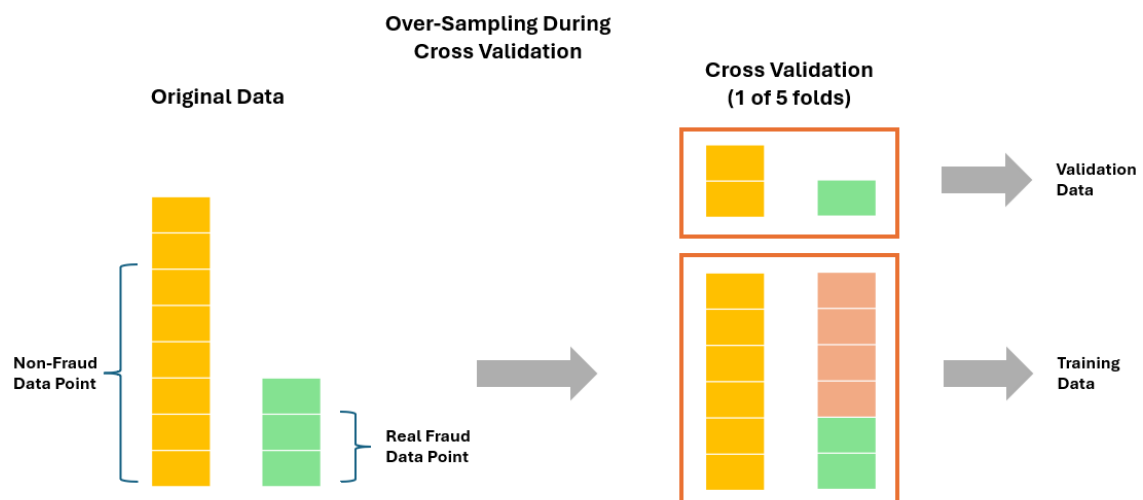 Over-Sampling During
Cross Validation
Original Data
Cross Validation
(1 of 5 folds)
Validation
Data
Non-Fraud
Data Point
Real Fraud
Data Point
Training
Data